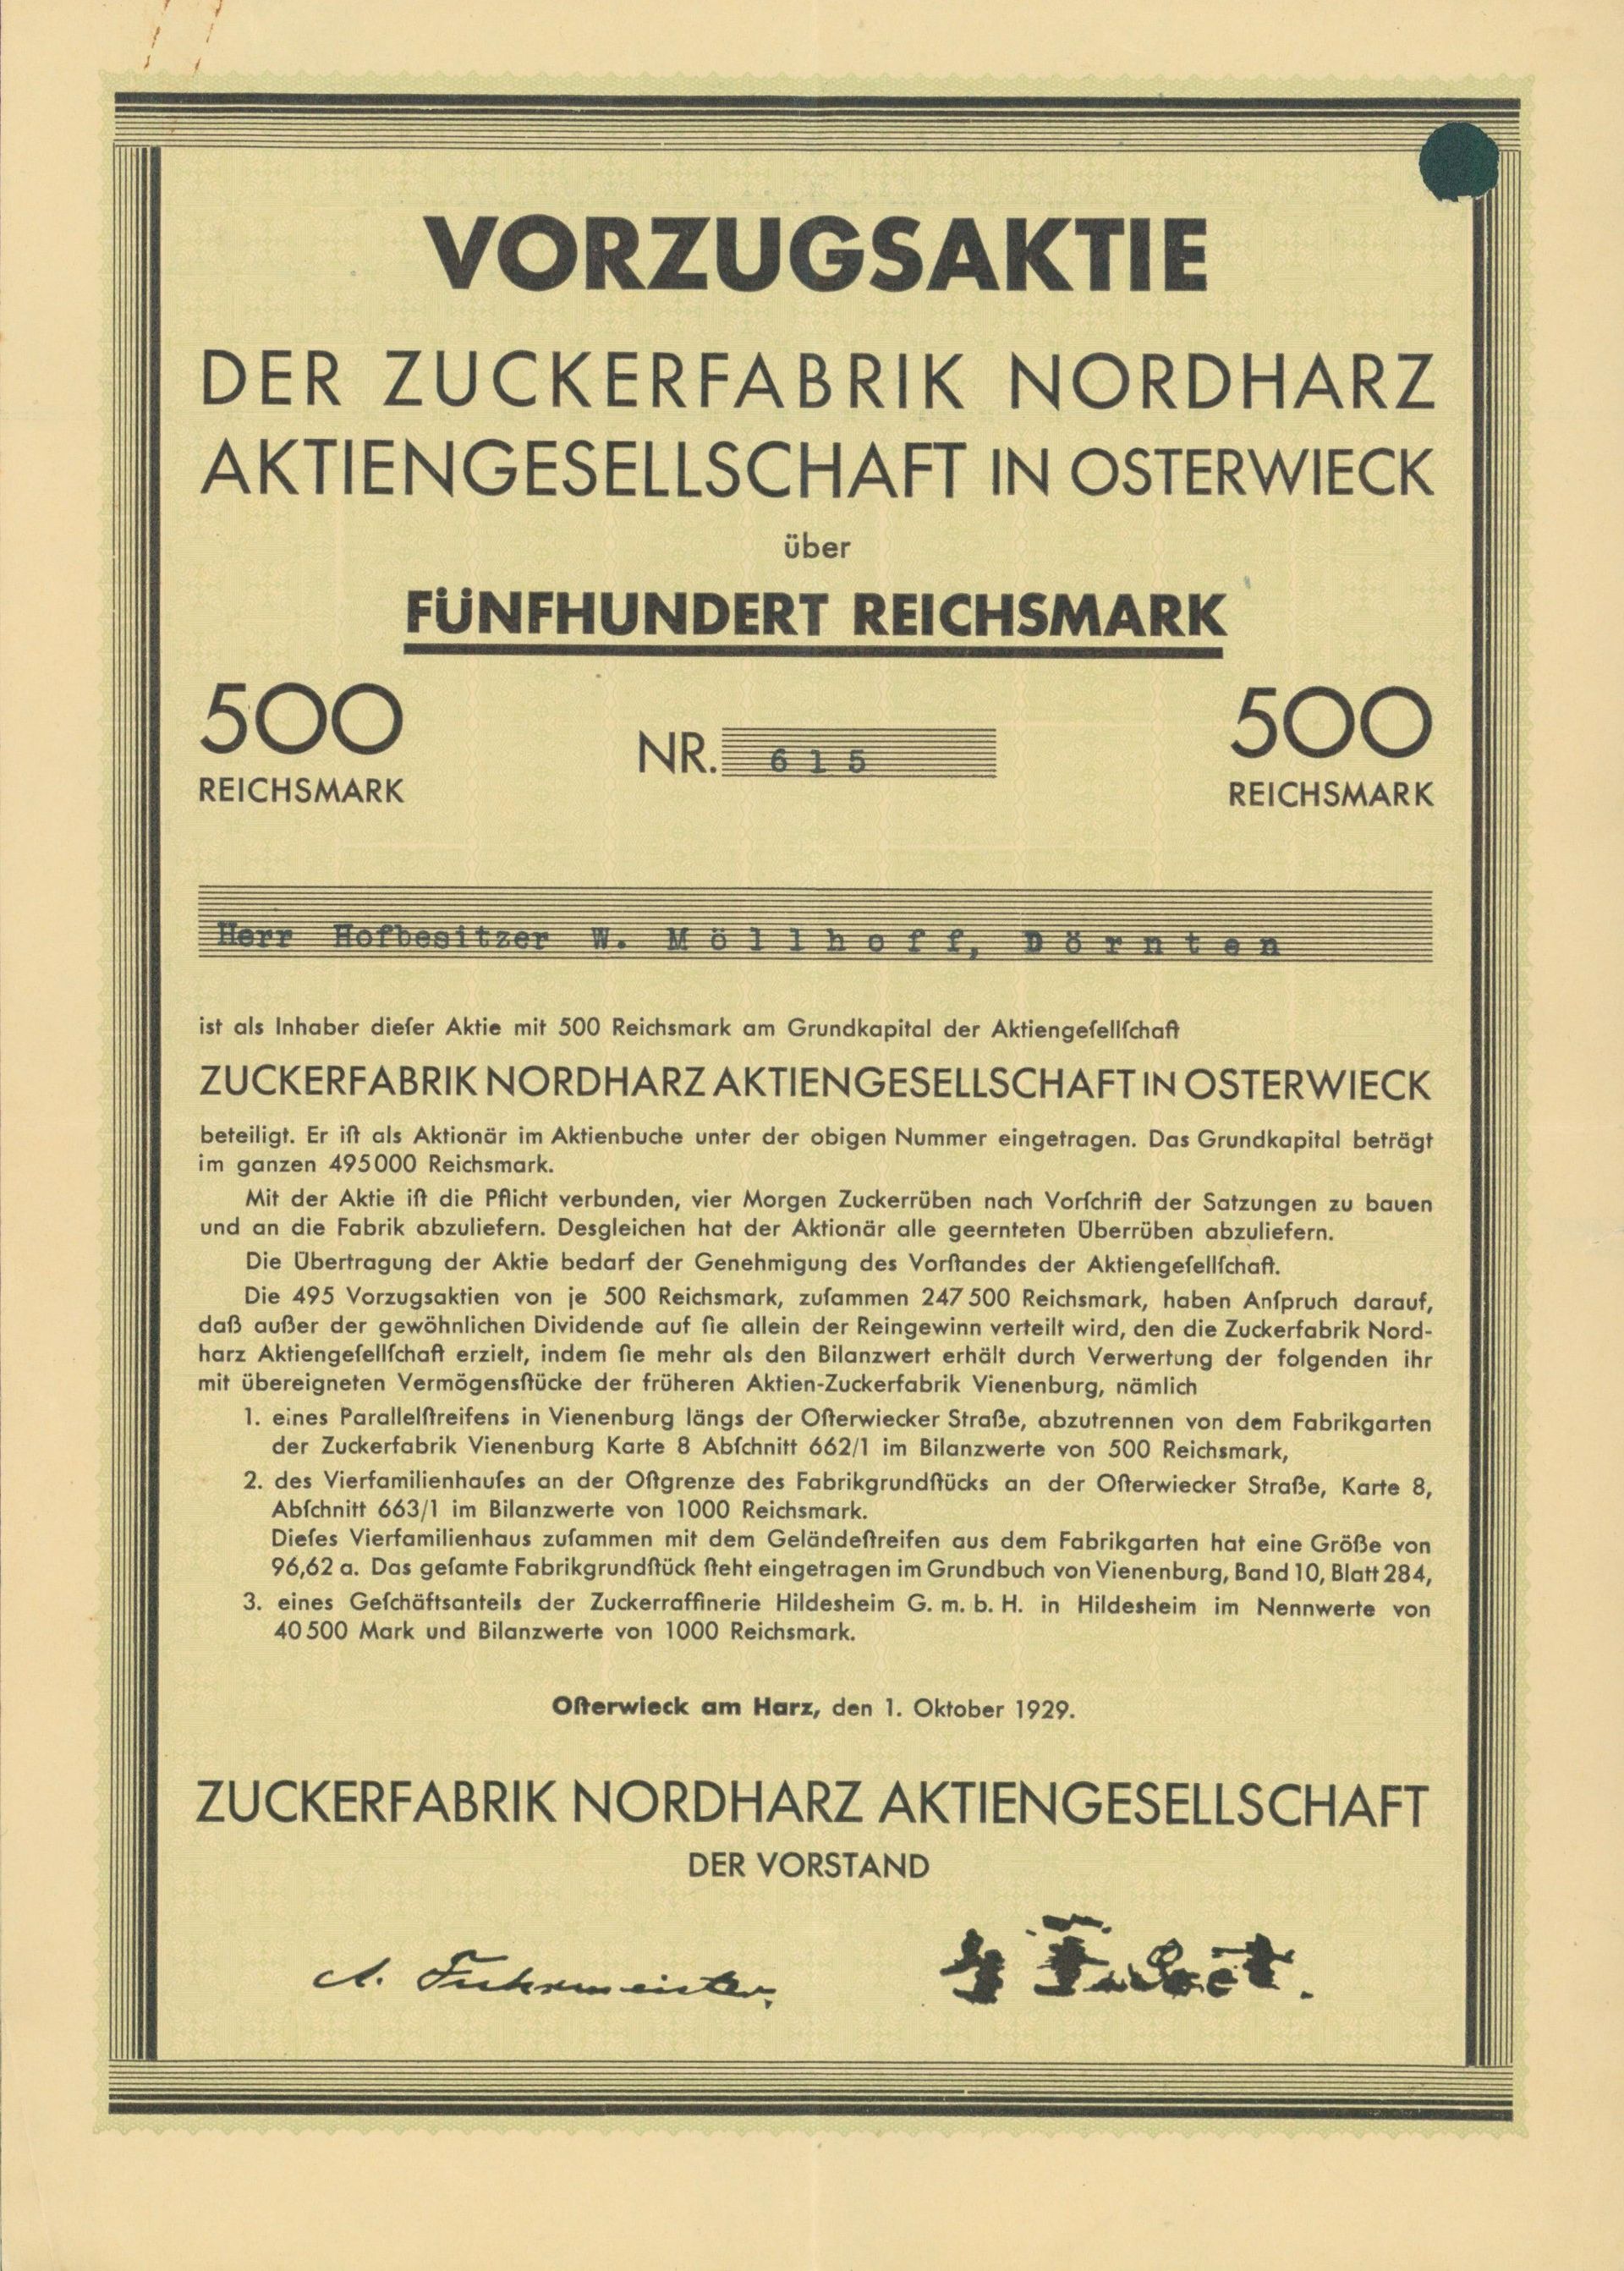 VORZUGSAKTIE
DER ZUCKERFABRIK NORDHARZ
AKTIENGESELLSCHAFT IN OSTERWIECK
über
FÜNFHUNDERT REICHSMARK
500 NR. 615 500
REICHSMARK REICHSMARK
Herr Hofbesitzer W. Möllhoff, Dörnten
ist als Inhaber dieſer Aktie mit 500 Reichsmark am Grundkapital der Aktiengeſellſchaft
ZUCKERFABRIK NORDHARZ AKTIENGESELLSCHAFT IN OSTERWIECK
beteiligt. Er iſt als Aktionär im Aktienbuche unter der obigen Nummer eingetragen. Das Grundkapital beträgt
im ganzen 495000 Reichsmark.
Mit der Aktie iſt die Pflicht verbunden, vier Morgen Zuckerrüben nach Vorſchrift der Satzungen zu bauen
und an die Fabrik abzuliefern. Desgleichen hat der Aktionär alle geernteten Überrüben abzuliefern.
Die Übertragung der Aktie bedarf der Genehmigung des Vorſtandes der Aktiengeſellſchaft.
Die 495 Vorzugsaktien von je 500 Reichsmark, zuſammen 247 500 Reichsmark, haben Anſpruch darauf,
daß außer der gewöhnlichen Dividende auf ſie allein der Reingewinn verteilt wird, den die Zuckerfabrik Nord-
harz Aktiengeſellſchaft erzielt, indem ſie mehr als den Bilanzwert erhält durch Verwertung der folgenden ihr
mit übereigneten Vermögensſtücke der früheren Aktien-Zuckerfabrik Vienenburg, nämlich
1. eines Parallelſtreifens in Vienenburg längs der Oſterwiecker Straße, abzutrennen von dem Fabrikgarten
der Zuckerfabrik Vienenburg Karte 8 Abſchnitt 662/1 im Bilanzwerte von 500 Reichsmark,
2. des Vierfamilienhauſes an der Oſtgrenze des Fabrikgrundſtücks an der Oſterwiecker Straße, Karte 8,
Abſchnitt 663/1 im Bilanzwerte von 1000 Reichsmark.
Dieſes Vierfamilienhaus zuſammen mit dem Geländeſtreifen aus dem Fabrikgarten hat eine Größe von
96,62 a. Das geſamte Fabrikgrundſtück ſteht eingetragen im Grundbuch von Vienenburg, Band 10, Blatt 284,
3. eines Geſchäftsanteils der Zuckerraffinerie Hildesheim G. m. b. H. in Hildesheim im Nennwerte von
40 500 Mark und Bilanzwerte von 1000 Reichsmark.
Oſterwieck am Harz, den 1. Oktober 1929.
ZUCKERFABRIK NORDHARZ AKTIENGESELLSCHAFT
DER VORSTAND
A. Fuhrmeister.